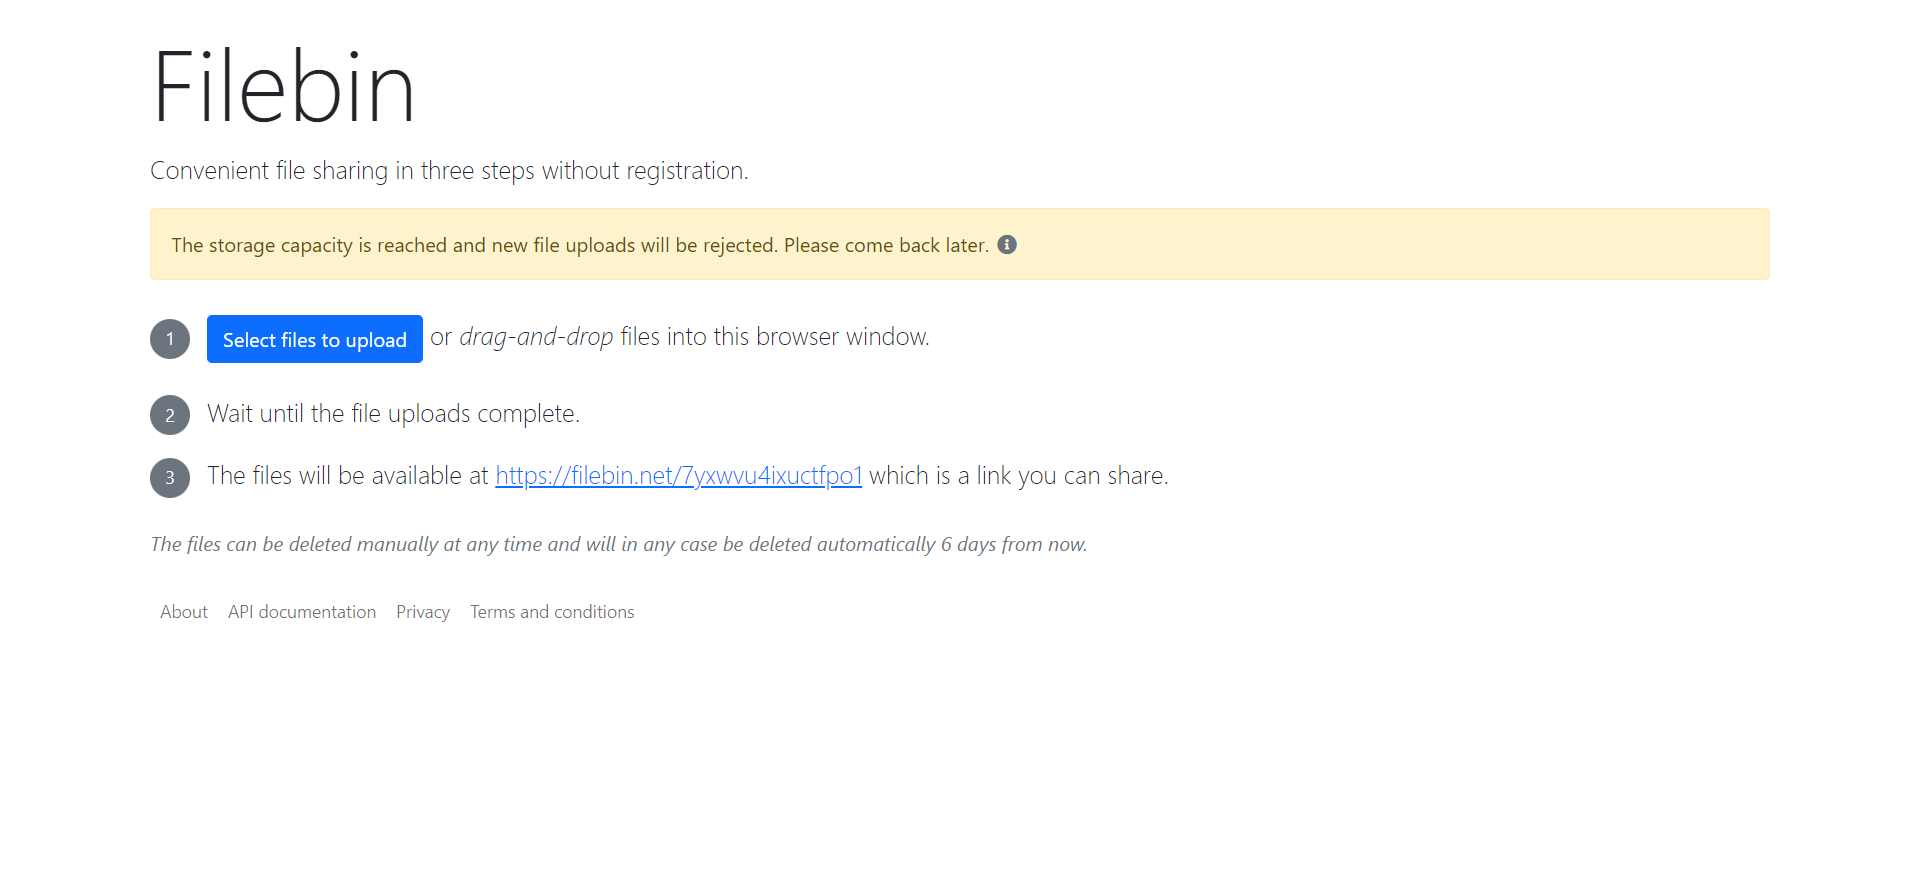 Filebin
Convenient file sharing in three steps without registration.
The storage capacity is reached and new file uploads will be rejected. Please come back later.
1 Select files to upload or drag-and-drop files into this browser window.
2 Wait until the file uploads complete.
3 The files will be available at https://filebin.net/7yxwvu4ixuctfpo1 which is a link you can share.
The files can be deleted manually at any time and will in any case be deleted automatically 6 days from now.
About API documentation Privacy Terms and conditions